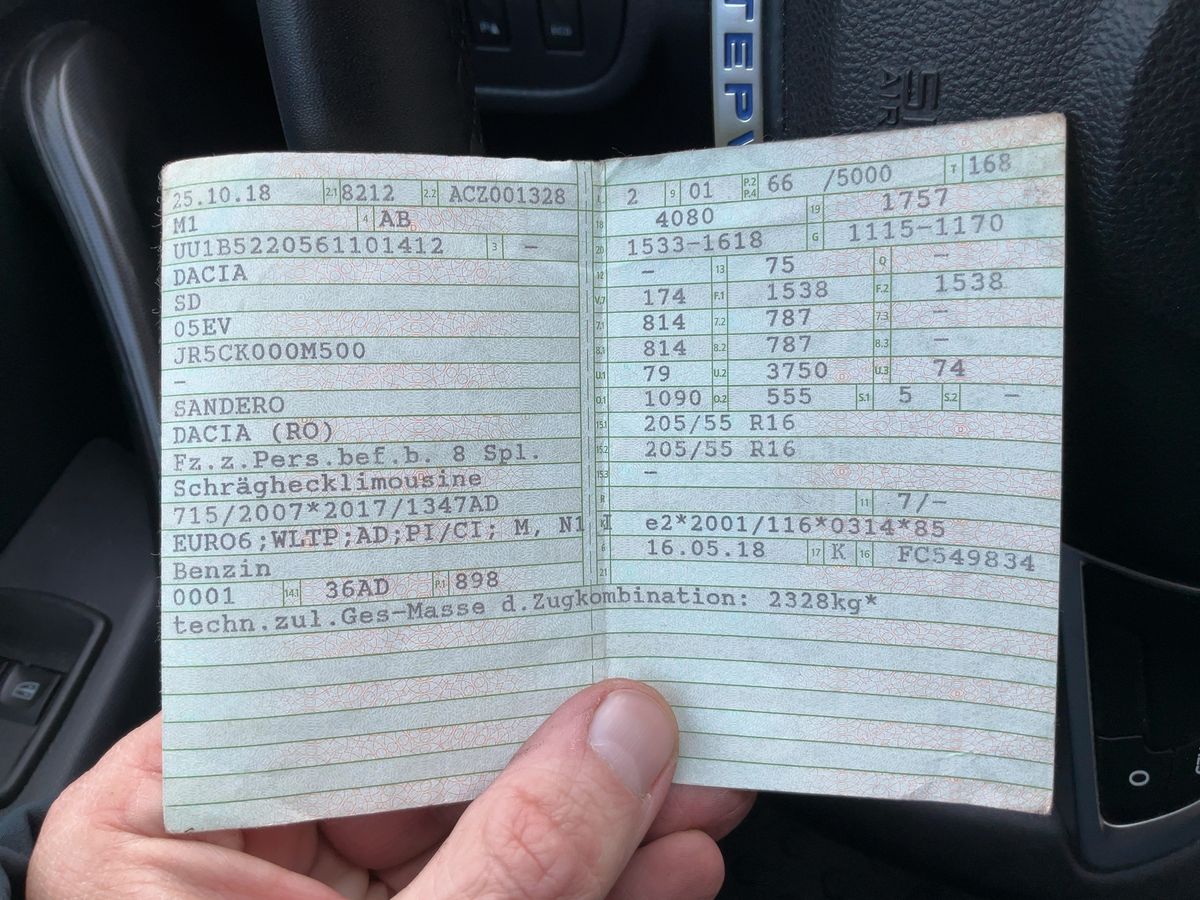 TEPW
AIR
25.10.18 2.1 8212 2.2 ACZ001328
M1 4 AB
UU1B5220561101412 3 –
DACIA
SD
05EV
JR5CK000M500
–
SANDERO
DACIA (RO)
Fz.z.Pers.bef.b. 8 Spl.
Schräghecklimousine
715/2007*2017/1347AD
EURO6;WLTP;AD;PI/CI; M, N1 I
Benzin
0001 14.1 36AD P.1 898
techn.zul.Ges-Masse d.Zugkombination: 2328kg*
L 2 9 01 P.2 P.4 66 /5000 T 168
18 4080 19 1757
20 1533-1618 G 1115-1170
12 – 13 75 Q –
V.7 174 F.1 1538 F.2 1538
7.1 814 7.2 787 7.3 –
8.1 814 8.2 787 8.3 –
U.1 79 U.2 3750 U.3 74
O.1 1090 O.2 555 S.1 5 S.2 –
15.1 205/55 R16
15.2 205/55 R16
15.3 –
R 11 7/–
K e2*2001/116*0314*85
6 16.05.18 17 K 16 FC549834
21